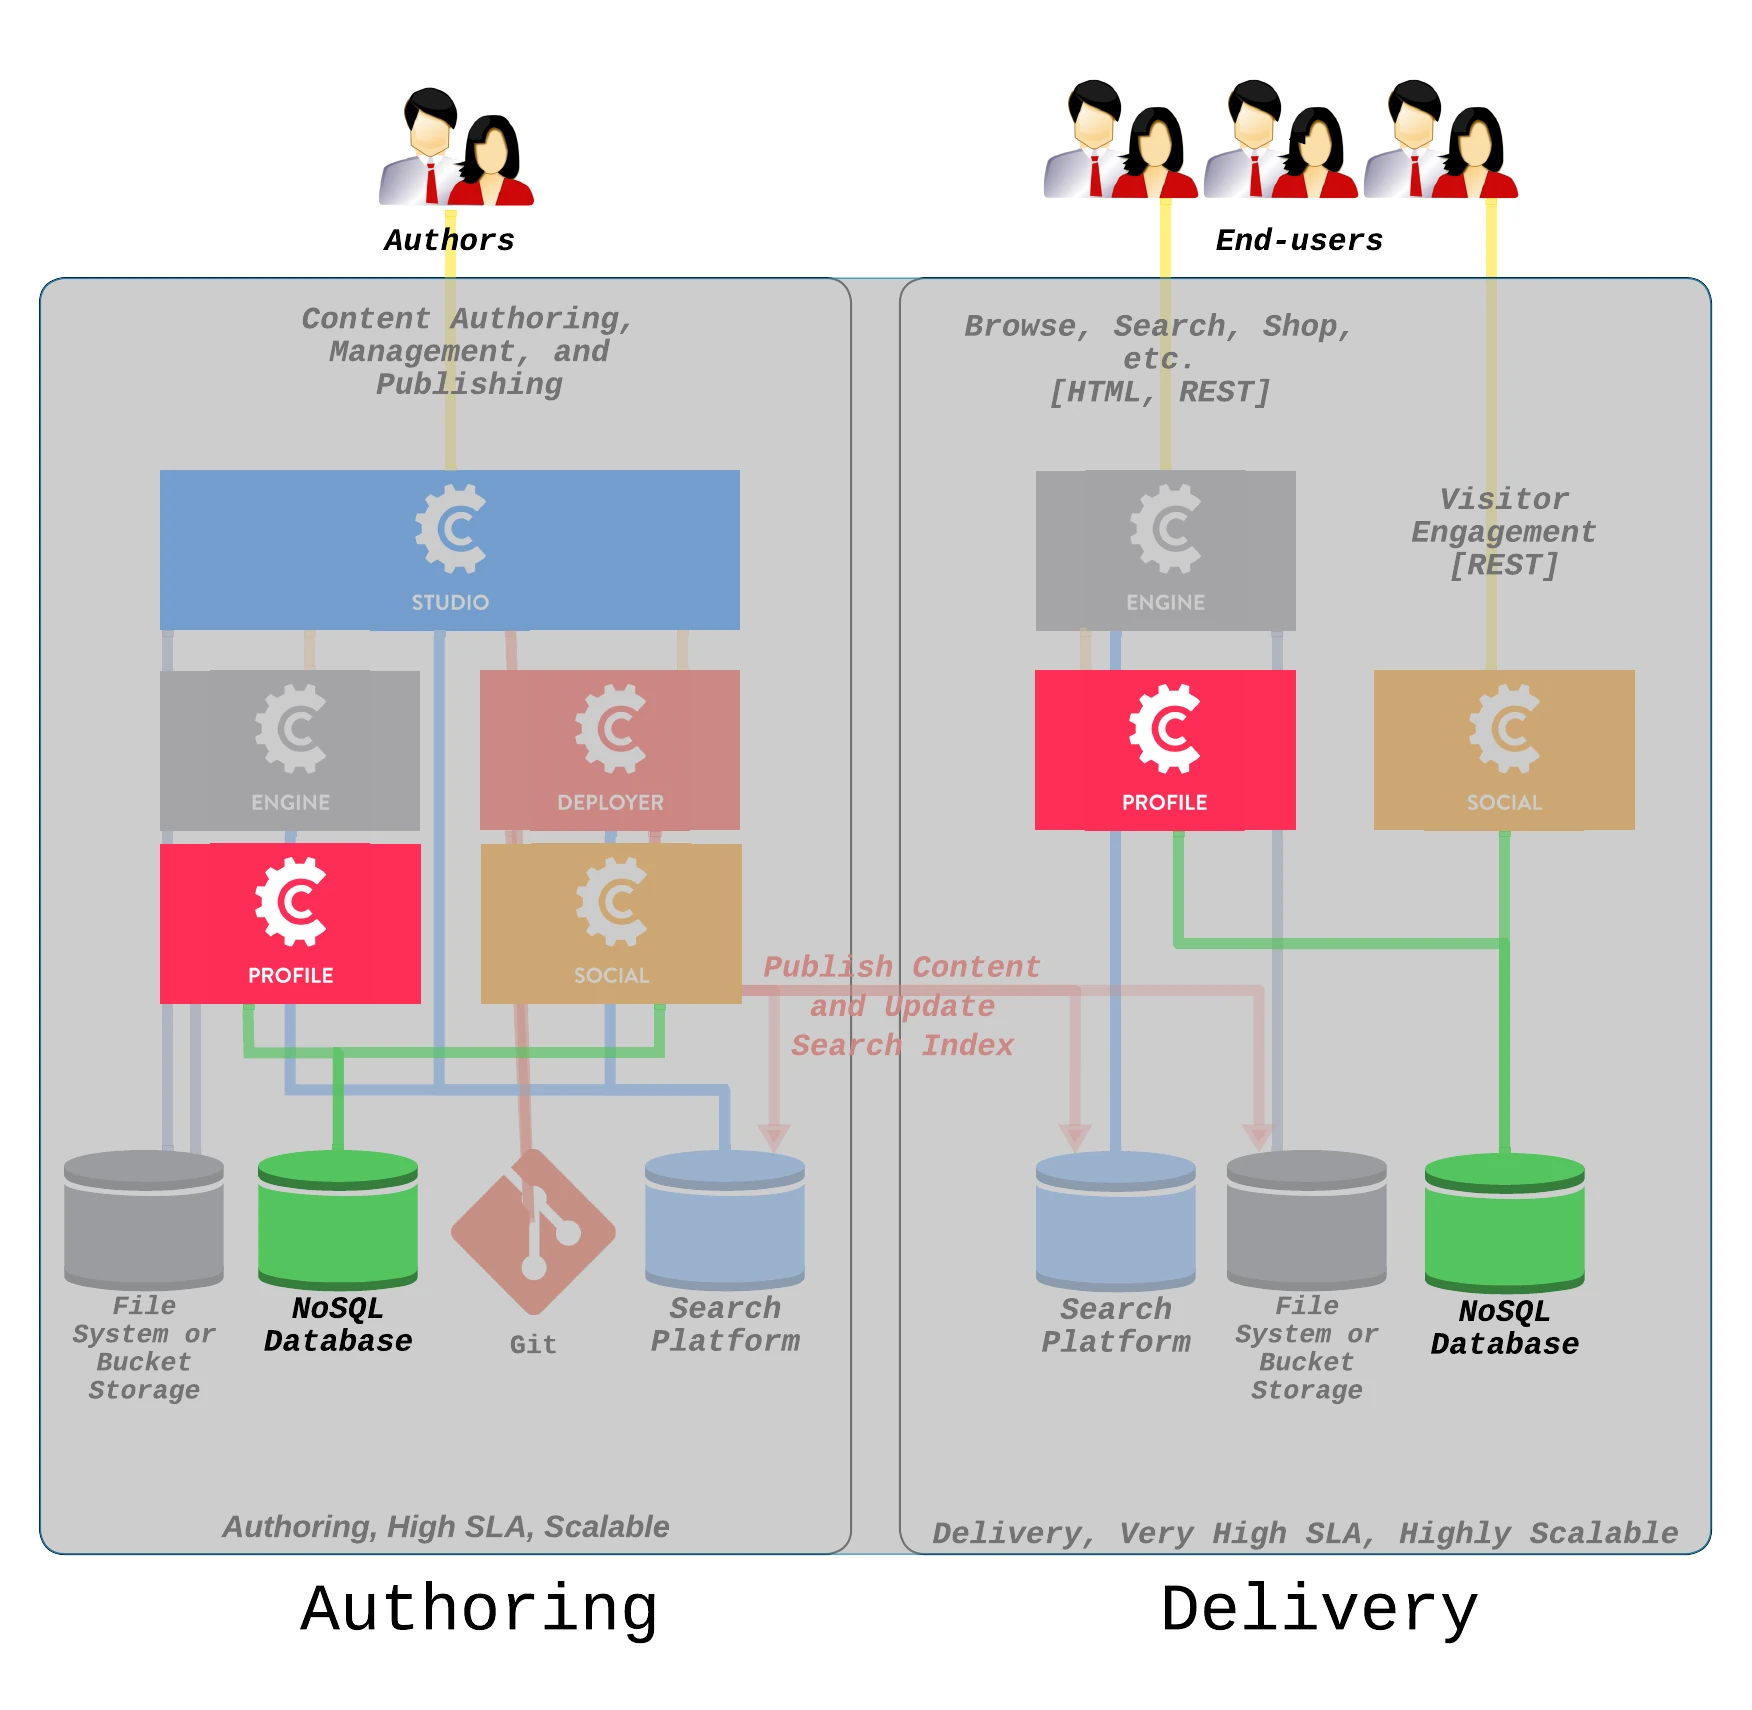 Authors
End-users
Content Authoring,
Management, and
Publishing
Browse, Search, Shop,
etc.
[HTML, REST]
Visitor
Engagement
[REST]
STUDIO
ENGINE
ENGINE
DEPLOYER
PROFILE
SOCIAL
PROFILE
SOCIAL
Publish Content
and Update
Search Index
File
System or
Bucket
Storage
NoSQL
Database
Git
Search
Platform
Search
Platform
File
System or
Bucket
Storage
NoSQL
Database
Authoring, High SLA, Scalable
Delivery, Very High SLA, Highly Scalable
Authoring
Delivery